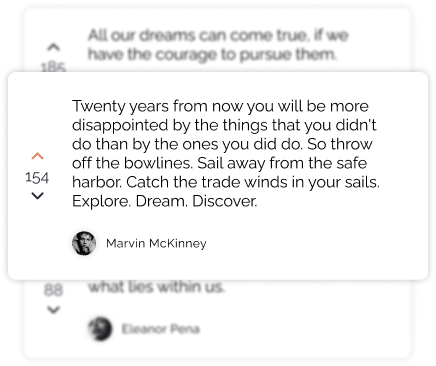 All our dreams can come true, if we
have the courage to pursue them.
185
Twenty years from now you will be more
disappointed by the things that you didn't
do than by the ones you did do. So throw
154
off the bowlines. Sail away from the safe
harbor. Catch the trade winds in your sails.
Explore. Dream. Discover.
Marvin McKinney
88
what lies within us.
Eleanor Pena